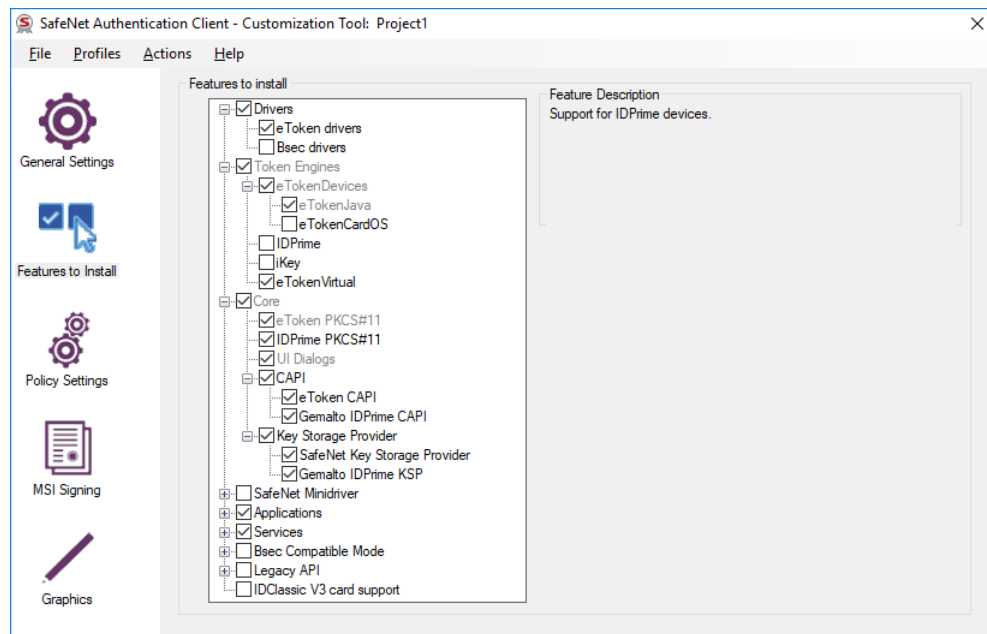 SafeNet Authentication Client - Customization Tool: Project1
File Profiles Actions Help
General Settings
Features to Install
Policy Settings
MSI Signing
Graphics
Features to install
Drivers
eToken drivers
Bsec drivers
Token Engines
eTokenDevices
eTokenJava
eTokenCardOS
IDPrime
iKey
eTokenVirtual
Core
eToken PKCS#11
IDPrime PKCS#11
UI Dialogs
CAPI
eToken CAPI
Gemalto IDPrime CAPI
Key Storage Provider
SafeNet Key Storage Provider
Gemalto IDPrime KSP
SafeNet Minidriver
Applications
Services
Bsec Compatible Mode
Legacy API
IDClassic V3 card support
Feature Description
Support for IDPrime devices.